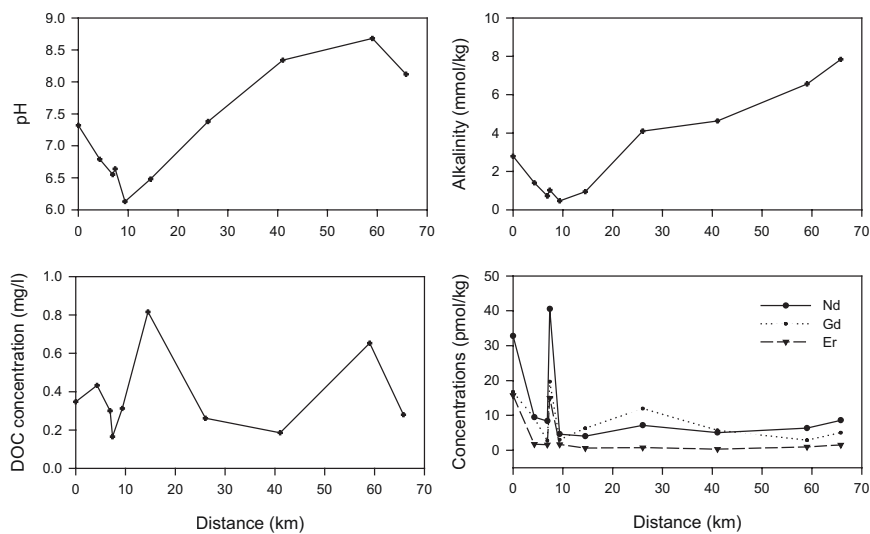 pH
9.0
8.5
8.0
7.5
7.0
6.5
6.0
0 10 20 30 40 50 60 70
Alkalinity (mmol/kg)
10
8
6
4
2
0
0 10 20 30 40 50 60 70
DOC concentration (mg/l)
1.0
0.8
0.6
0.4
0.2
0.0
0 10 20 30 40 50 60 70
Distance (km)
Concentrations (pmol/kg)
50
40
30
20
10
0
Nd
Gd
Er
0 10 20 30 40 50 60 70
Distance (km)